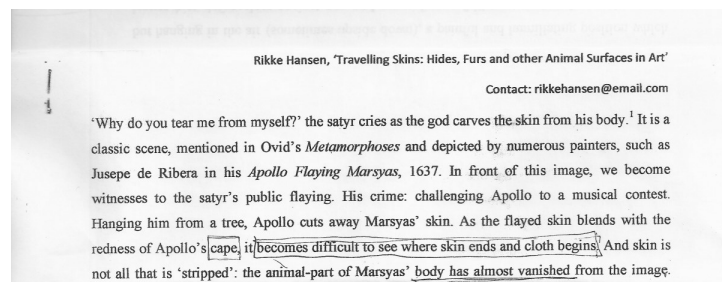 Rikke Hansen, 'Travelling Skins: Hides, Furs and other Animal Surfaces in Art'
Contact: rikkehansen@email.com
'Why do you tear me from myself?' the satyr cries as the god carves the skin from his body.1 It is a
classic scene, mentioned in Ovid's Metamorphoses and depicted by numerous painters, such as
Jusepe de Ribera in his Apollo Flaying Marsyas, 1637. In front of this image, we become
witnesses to the satyr's public flaying. His crime: challenging Apollo to a musical contest.
Hanging him from a tree, Apollo cuts away Marsyas' skin. As the flayed skin blends with the
redness of Apollo's cape, it becomes difficult to see where skin ends and cloth begins. And skin is
not all that is 'stripped': the animal-part of Marsyas' body has almost vanished from the image.